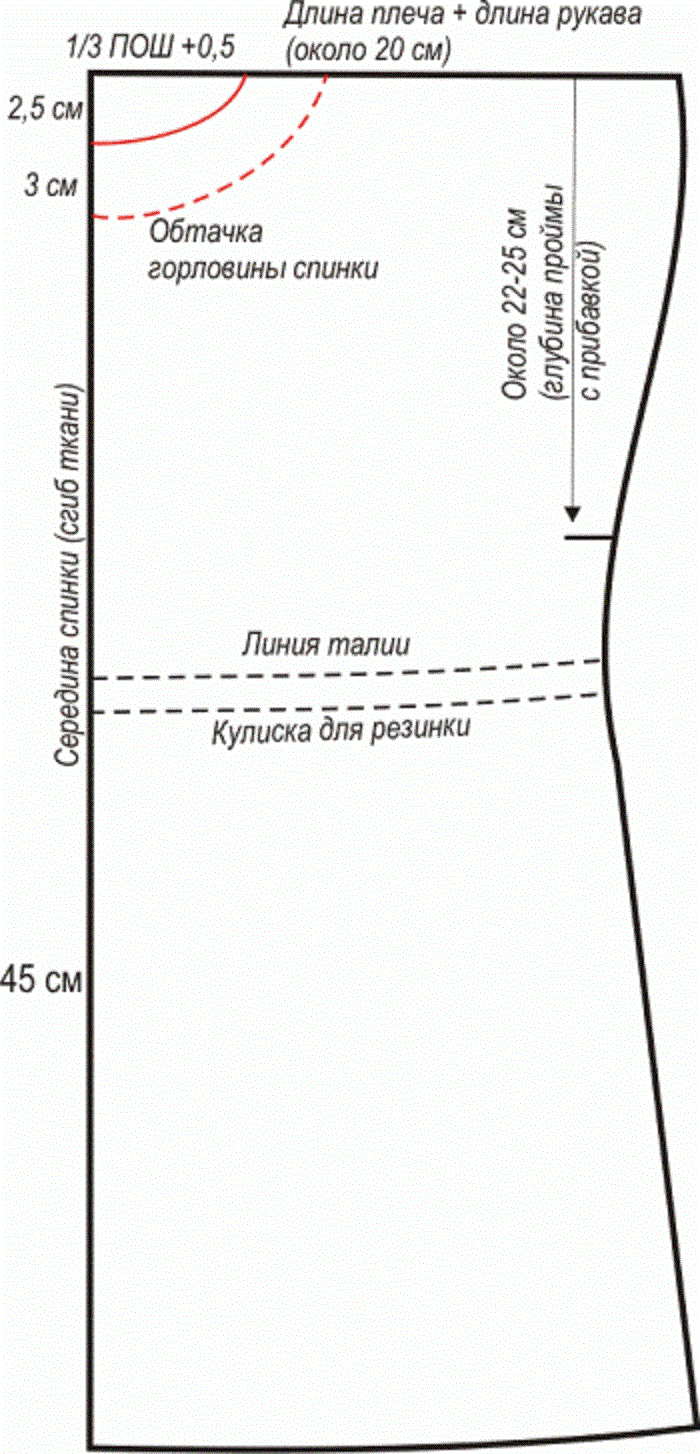 Длина плеча + длина рукава
1/3 ПОШ +0,5
(около 20 см)
2,5 см
3 см
Обтачка
горловины спинки
Около 22-25 см
(глубина проймы
с прибавкой)
Середина спинки (сгиб ткани)
Линия талии
Кулиска для резинки
45 см